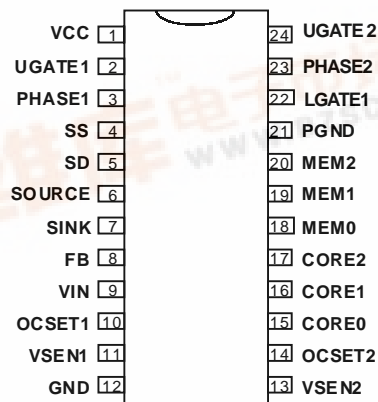 VCC 1 24 UGATE2
UGATE1 2 23 PHASE2
PHASE1 3 22 LGATE1
SS 4 21 PGND
SD 5 20 MEM2
SOURCE 6 19 MEM1
SINK 7 18 MEM0
FB 8 17 CORE2
VIN 9 16 CORE1
OCSET1 10 15 CORE0
VSEN1 11 14 OCSET2
GND 12 13 VSEN2